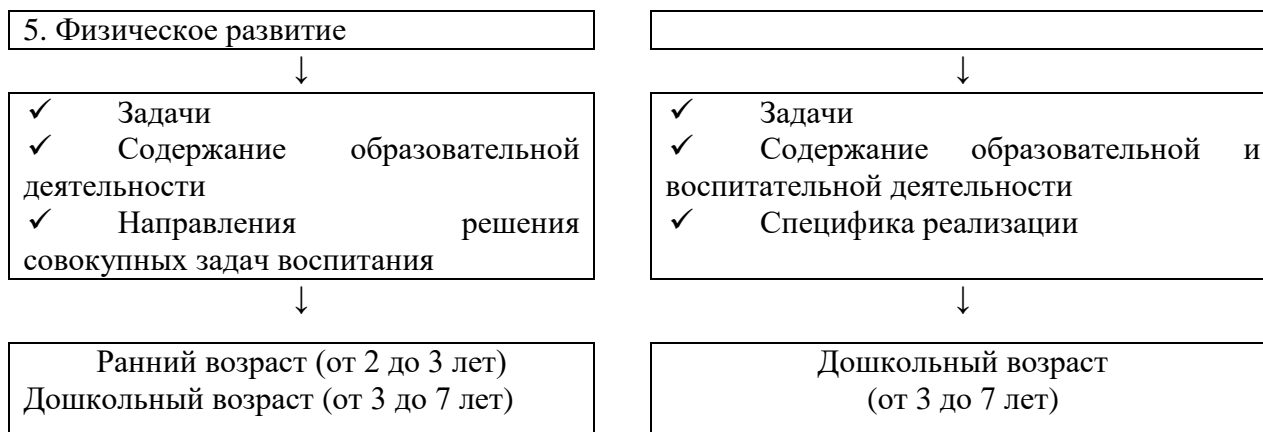 5. Физическое развитие
↓
✓ Задачи
✓ Содержание образовательной
деятельности
✓ Направления решения
совокупных задач воспитания
↓
Ранний возраст (от 2 до 3 лет)
Дошкольный возраст (от 3 до 7 лет)
↓
✓ Задачи
✓ Содержание образовательной и
воспитательной деятельности
✓ Специфика реализации
↓
Дошкольный возраст
(от 3 до 7 лет)